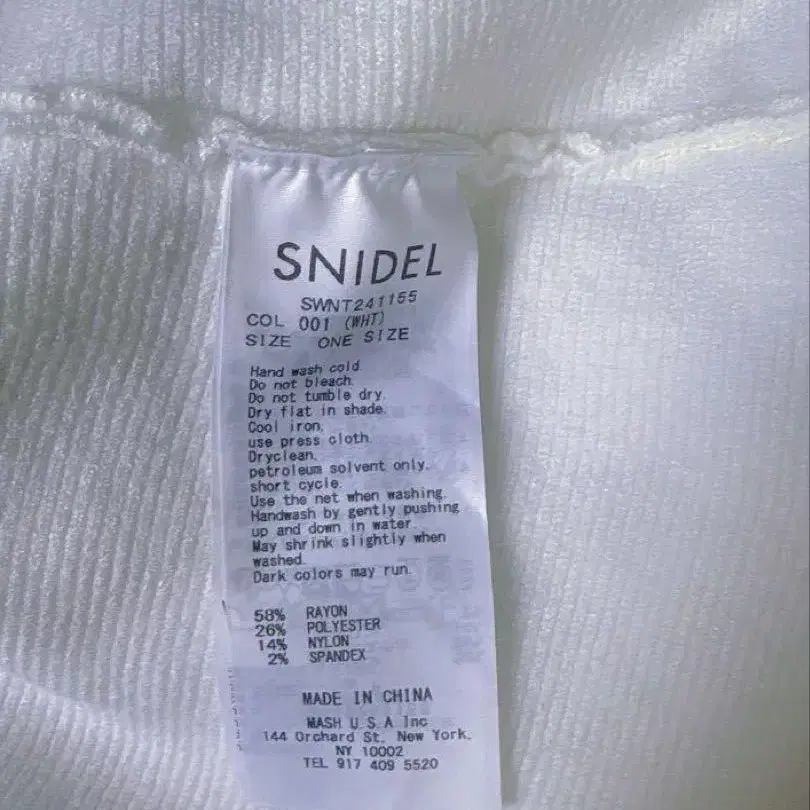 SNIDEL
SWNT241155
COL 001 (WHT)
SIZE ONE SIZE
Hand wash cold.
Do not bleach.
Do not tumble dry.
Dry flat in shade.
Cool iron.
use press cloth.
Dryclean.
petroleum solvent only.
short cycle.
Use the net when washing.
Handwash by gently pushing
up and down in water.
May shrink slightly when
washed.
Dark colors may run.
58% RAYON
26% POLYESTER
14% NYLON
2% SPANDEX
MADE IN CHINA
MASH U S A Inc
144 Orchard St, New York,
NY 10002
TEL 917 409 5520